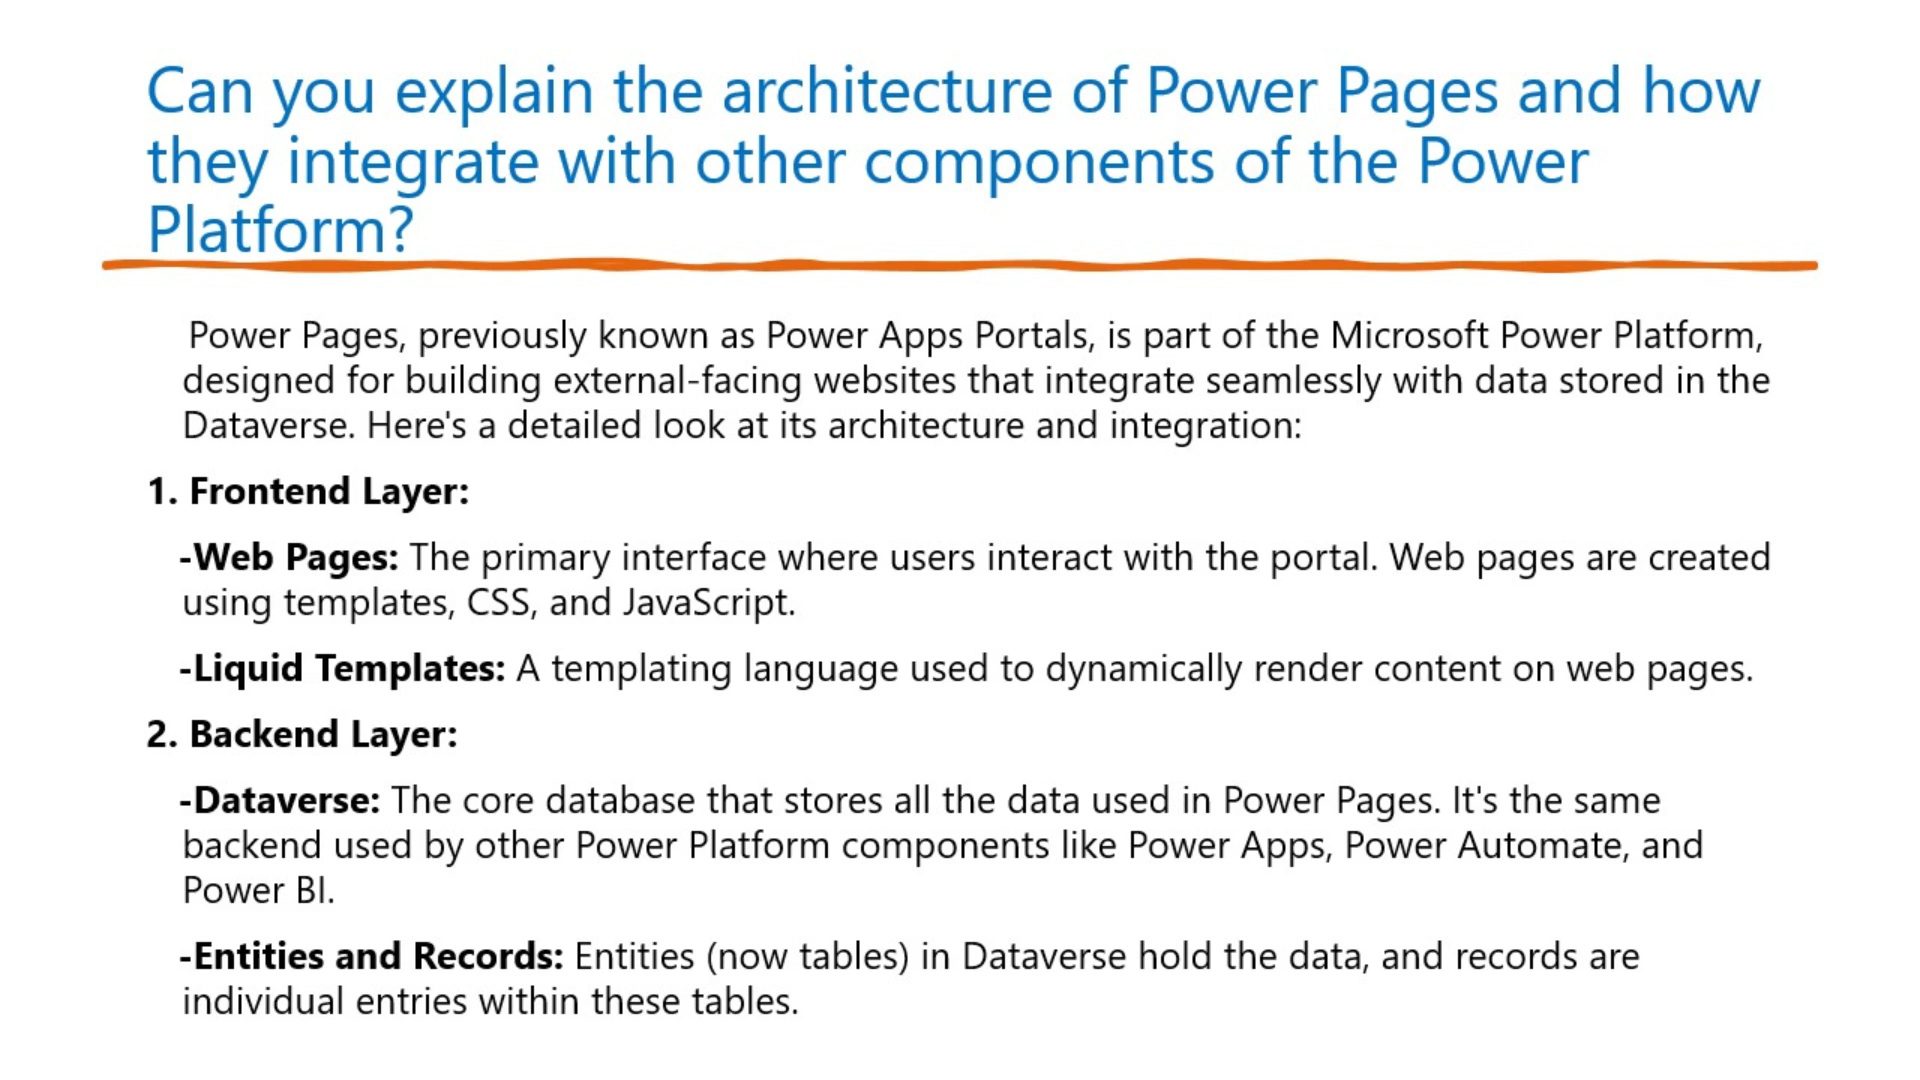 Can you explain the architecture of Power Pages and how
they integrate with other components of the Power
Platform?
Power Pages, previously known as Power Apps Portals, is part of the Microsoft Power Platform,
designed for building external-facing websites that integrate seamlessly with data stored in the
Dataverse. Here's a detailed look at its architecture and integration:
1. Frontend Layer:
-Web Pages: The primary interface where users interact with the portal. Web pages are created
using templates, CSS, and JavaScript.
-Liquid Templates: A templating language used to dynamically render content on web pages.
2. Backend Layer:
-Dataverse: The core database that stores all the data used in Power Pages. It's the same
backend used by other Power Platform components like Power Apps, Power Automate, and
Power BI.
-Entities and Records: Entities (now tables) in Dataverse hold the data, and records are
individual entries within these tables.